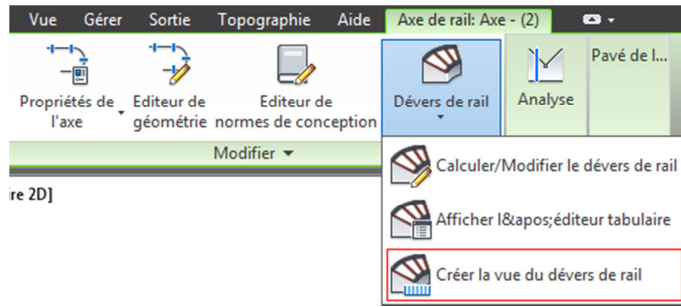 Vue Gérer Sortie Topographie Aide Axe de rail: Axe - (2)
Propriétés de l'axe
Editeur de géométrie
Editeur de normes de conception
Dévers de rail
Analyse
Pavé de l...
Modifier
ire 2D]
Calculer/Modifier le dévers de rail
Afficher l&apos;éditeur tabulaire
Créer la vue du dévers de rail